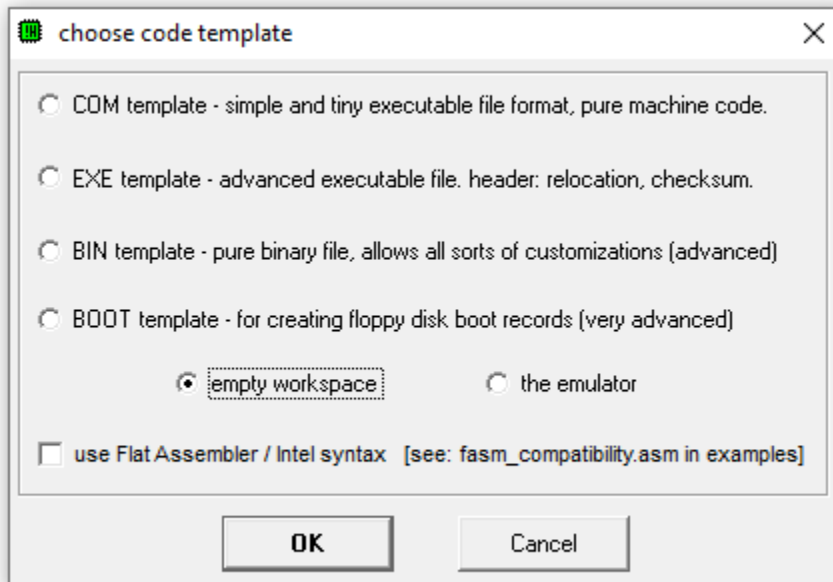 choose code template
COM template - simple and tiny executable file format, pure machine code.
EXE template - advanced executable file. header: relocation, checksum.
BIN template - pure binary file, allows all sorts of customizations (advanced)
BOOT template - for creating floppy disk boot records (very advanced)
empty workspace the emulator
use Flat Assembler / Intel syntax [see: fasm_compatibility.asm in examples]
OK Cancel